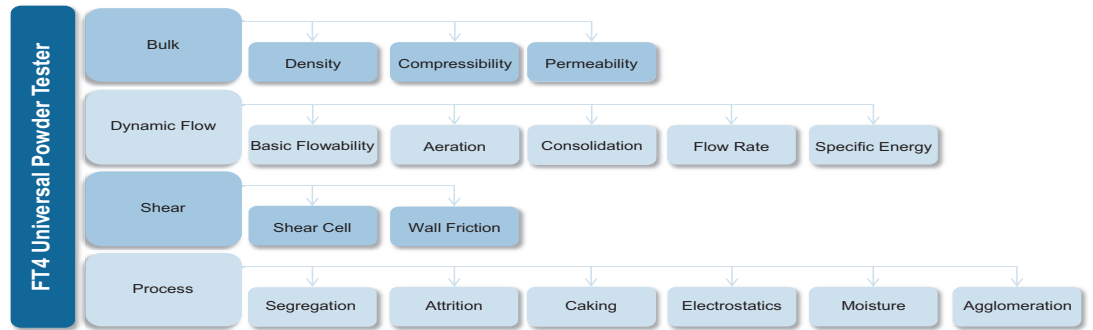 FT4 Universal Powder Tester
Bulk
Density
Compressibility
Permeability
Dynamic Flow
Basic Flowability
Aeration
Consolidation
Flow Rate
Specific Energy
Shear
Shear Cell
Wall Friction
Process
Segregation
Attrition
Caking
Electrostatics
Moisture
Agglomeration